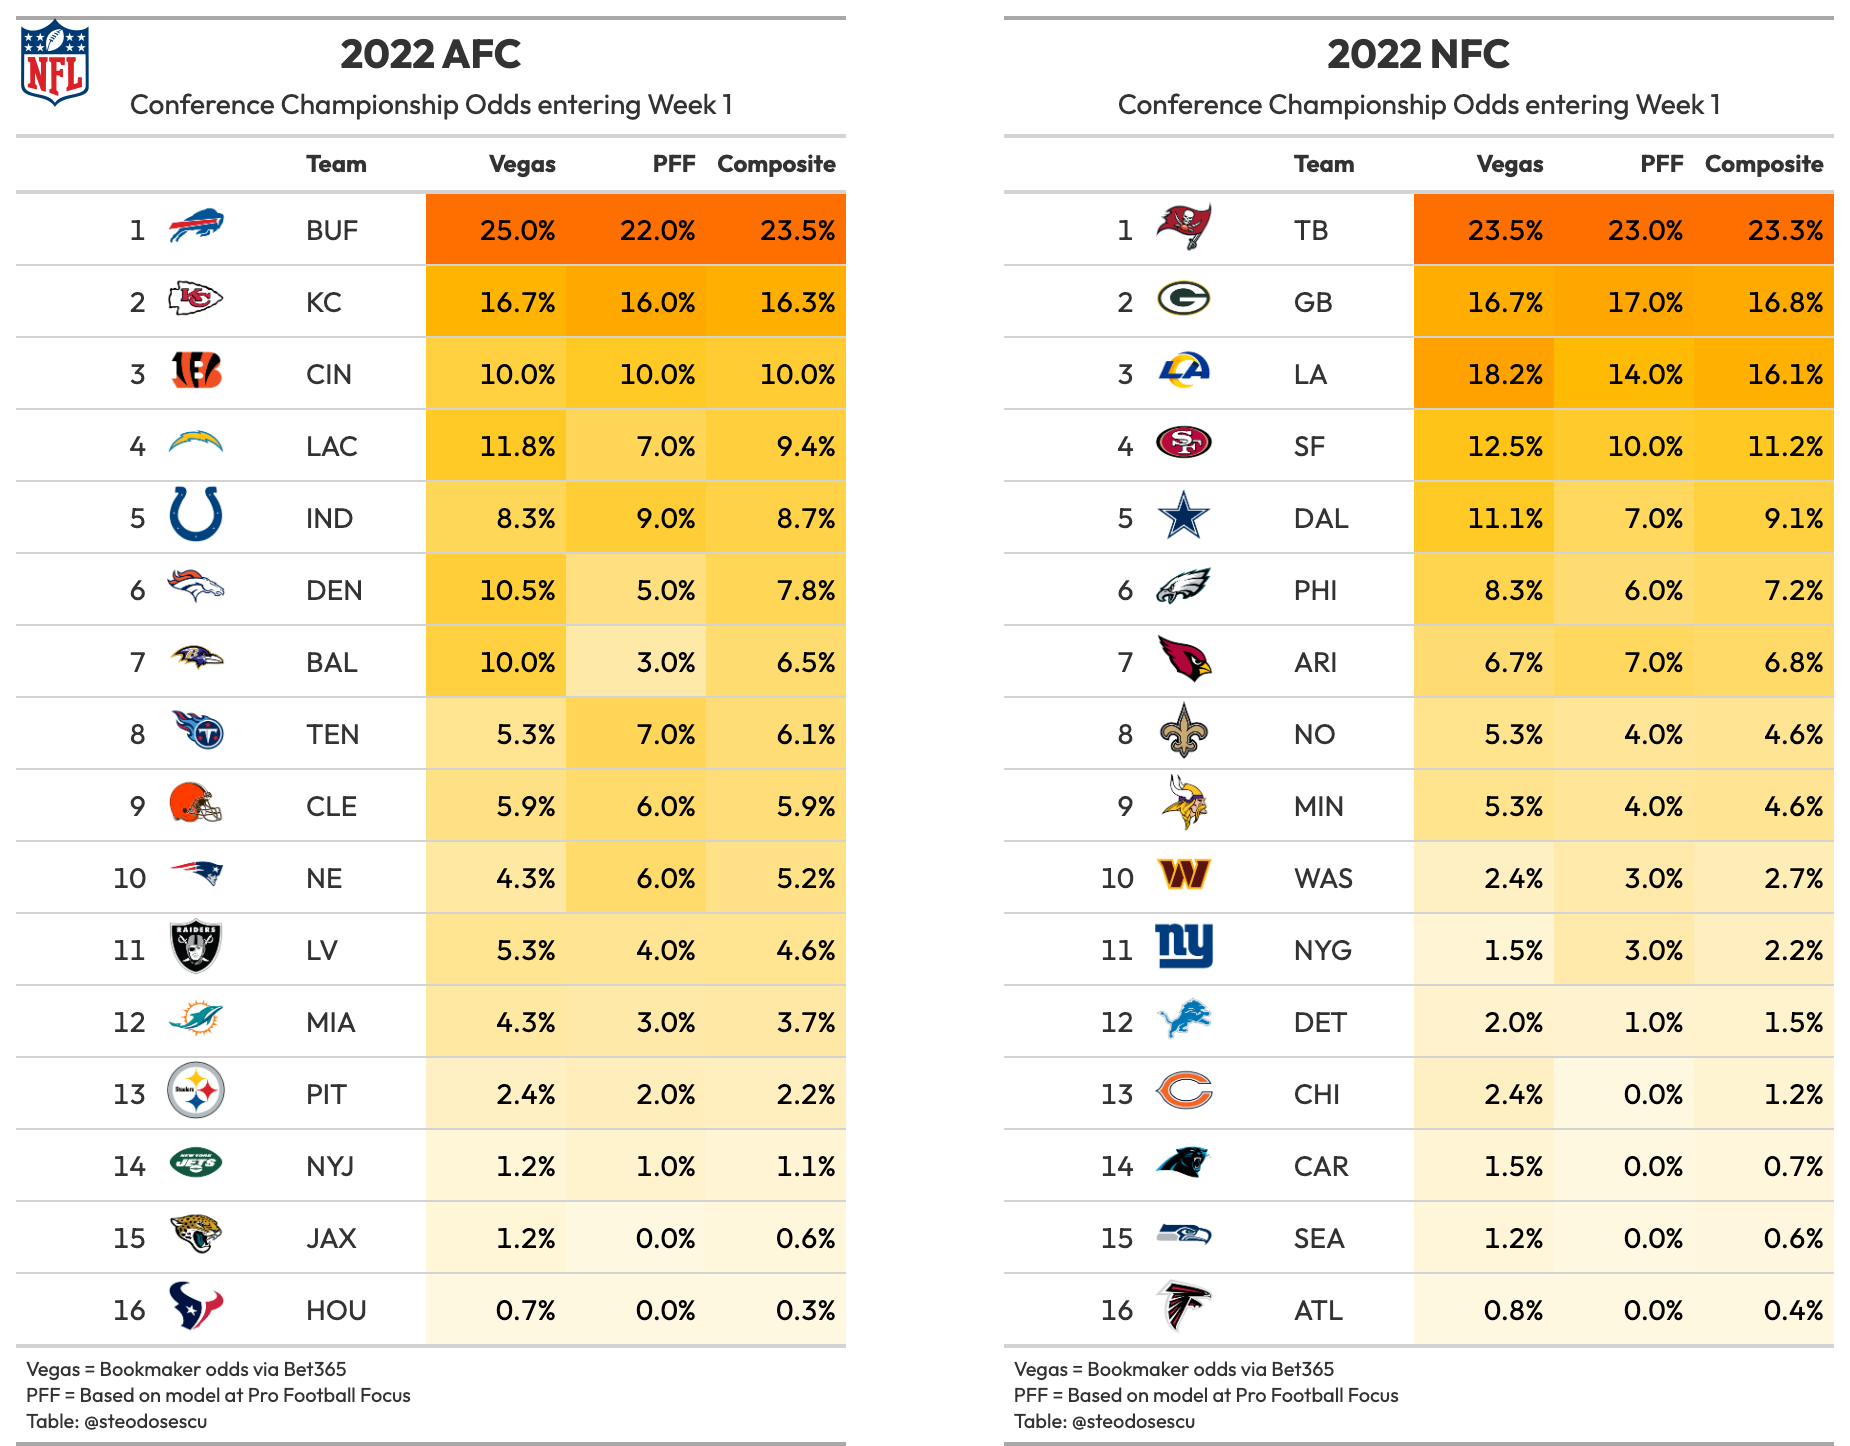 NFL
2022 AFC
Conference Championship Odds entering Week 1
Team Vegas PFF Composite
1 BUF 25.0% 22.0% 23.5%
2 KC 16.7% 16.0% 16.3%
3 CIN 10.0% 10.0% 10.0%
4 LAC 11.8% 7.0% 9.4%
5 IND 8.3% 9.0% 8.7%
6 DEN 10.5% 5.0% 7.8%
7 BAL 10.0% 3.0% 6.5%
8 TEN 5.3% 7.0% 6.1%
9 CLE 5.9% 6.0% 5.9%
10 NE 4.3% 6.0% 5.2%
11 RAIDERS LV 5.3% 4.0% 4.6%
12 MIA 4.3% 3.0% 3.7%
13 Steelers PIT 2.4% 2.0% 2.2%
14 NEW YORK JETS NYJ 1.2% 1.0% 1.1%
15 JAX 1.2% 0.0% 0.6%
16 HOU 0.7% 0.0% 0.3%
Vegas = Bookmaker odds via Bet365
PFF = Based on model at Pro Football Focus
Table: @steodosescu
2022 NFC
Conference Championship Odds entering Week 1
Team Vegas PFF Composite
1 TB 23.5% 23.0% 23.3%
2 G GB 16.7% 17.0% 16.8%
3 LA LA 18.2% 14.0% 16.1%
4 SF SF 12.5% 10.0% 11.2%
5 DAL 11.1% 7.0% 9.1%
6 PHI 8.3% 6.0% 7.2%
7 ARI 6.7% 7.0% 6.8%
8 NO 5.3% 4.0% 4.6%
9 MIN 5.3% 4.0% 4.6%
10 W WAS 2.4% 3.0% 2.7%
11 ny NYG 1.5% 3.0% 2.2%
12 DET 2.0% 1.0% 1.5%
13 C CHI 2.4% 0.0% 1.2%
14 CAR 1.5% 0.0% 0.7%
15 SEA 1.2% 0.0% 0.6%
16 ATL 0.8% 0.0% 0.4%
Vegas = Bookmaker odds via Bet365
PFF = Based on model at Pro Football Focus
Table: @steodosescu